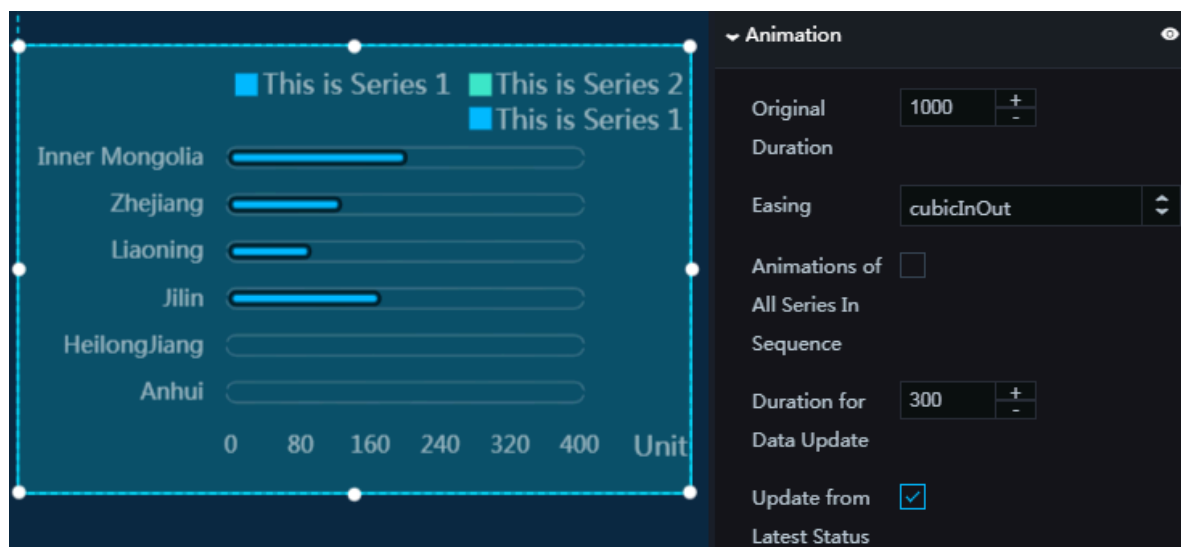 This is Series 1 This is Series 2
This is Series 1
Inner Mongolia
Zhejiang
Liaoning
Jilin
HeilongJiang
Anhui
0 80 160 240 320 400 Unit
Animation
Original
Duration
1000 + -
Easing
cubicInOut
Animations of
All Series In
Sequence
Duration for
Data Update
300 + -
Update from
Latest Status